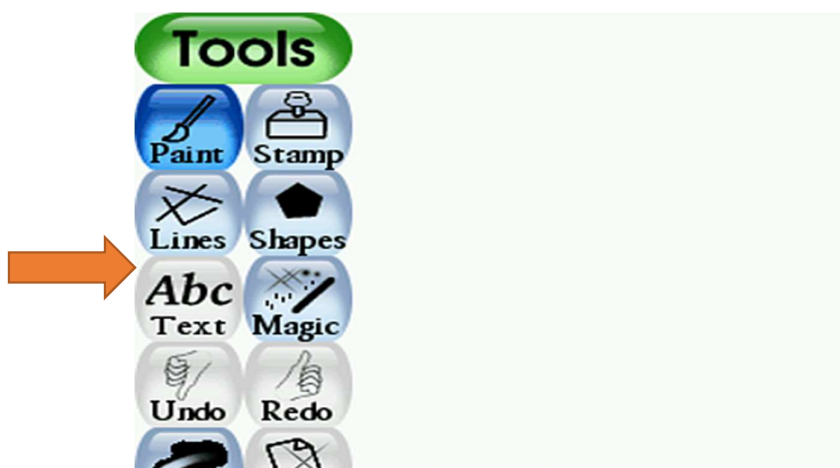 Tools
Paint Stamp
Lines Shapes
Abc
Text Magic
Undo Redo